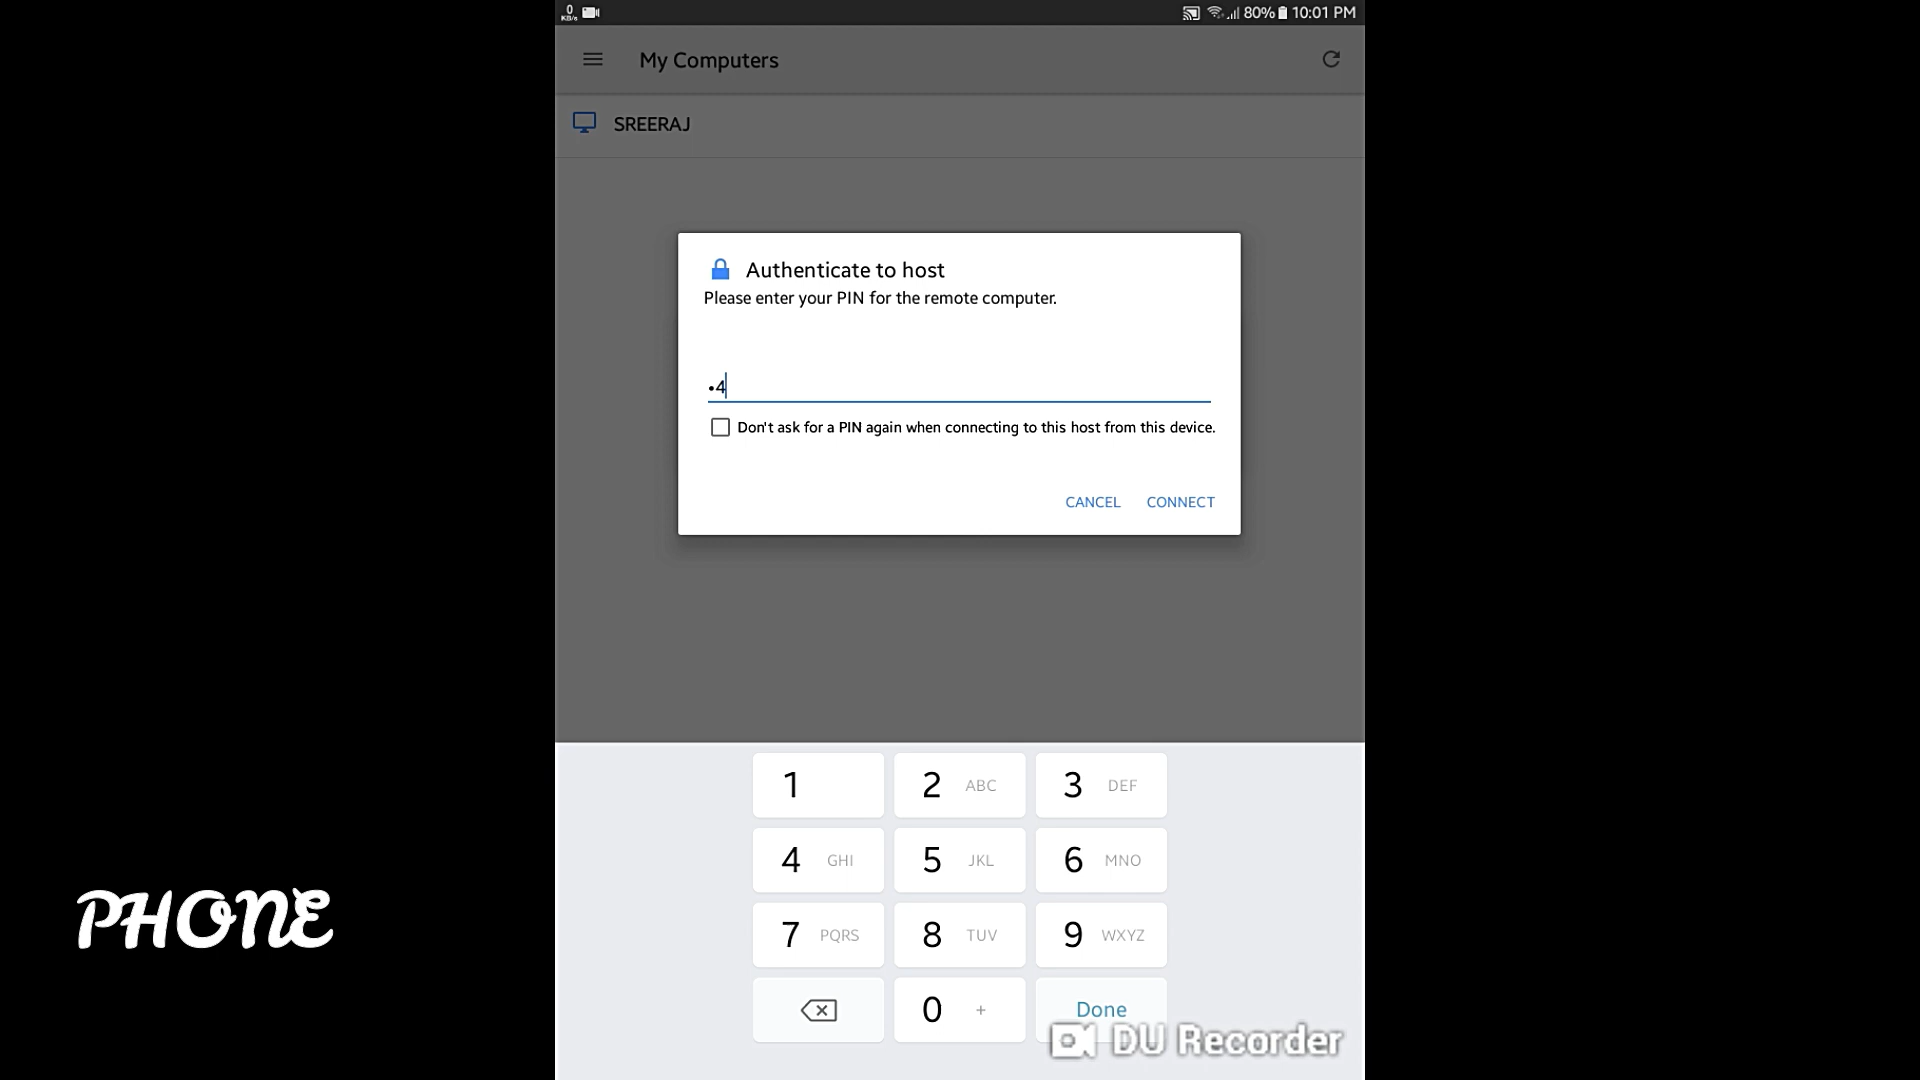 0
KB/s
80% 10:01 PM
My Computers
SREERAJ
Authenticate to host
Please enter your PIN for the remote computer.
•4
Don't ask for a PIN again when connecting to this host from this device.
CANCEL CONNECT
1
2 ABC
3 DEF
4 GHI
5 JKL
6 MNO
7 PQRS
8 TUV
9 WXYZ
0 +
Done
DU Recorder
PHONE